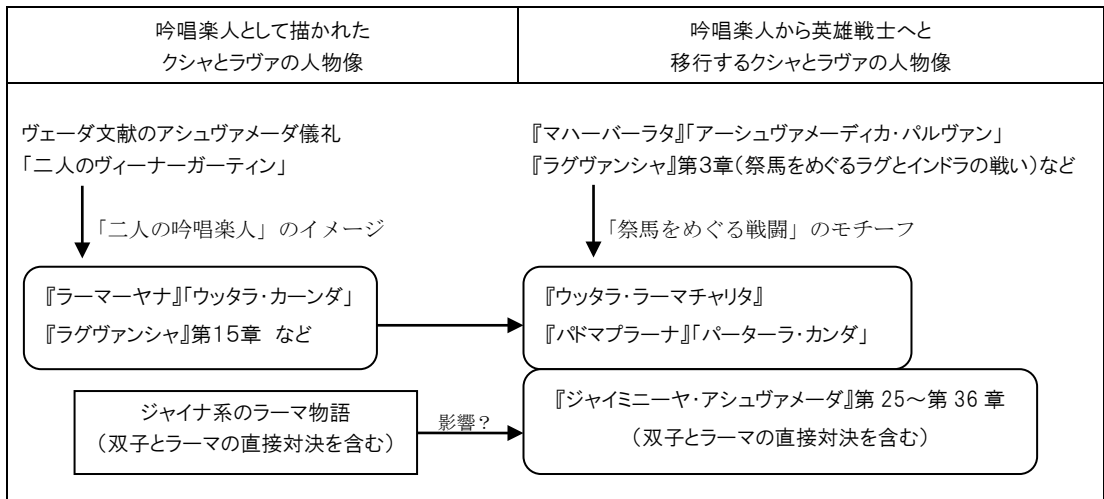 吟唱楽人として描かれた
クシャとラヴァの人物像
吟唱楽人から英雄戦士へと
移行するクシャとラヴァの人物像
ヴェーダ文献のアシュヴァメーダ儀礼
「二人のヴィーナーガーティン」
『マハーバーラタ』「アーシュヴァメーディカ・パルヴァン」
『ラグヴァンシャ』第3章(祭馬をめぐるラグとインドラの戦い)など
「二人の吟唱楽人」のイメージ
「祭馬をめぐる戦闘」のモチーフ
『ラーマーヤナ』「ウッタラ・カーンダ」
『ラグヴァンシャ』第15章 など
『ウッタラ・ラーマチャリタ』
『パドマプラーナ』「パーターラ・カンダ」
ジャイナ系のラーマ物語
(双子とラーマの直接対決を含む)
影響？
『ジャイミニーヤ・アシュヴァメーダ』第 25～第 36 章
(双子とラーマの直接対決を含む)